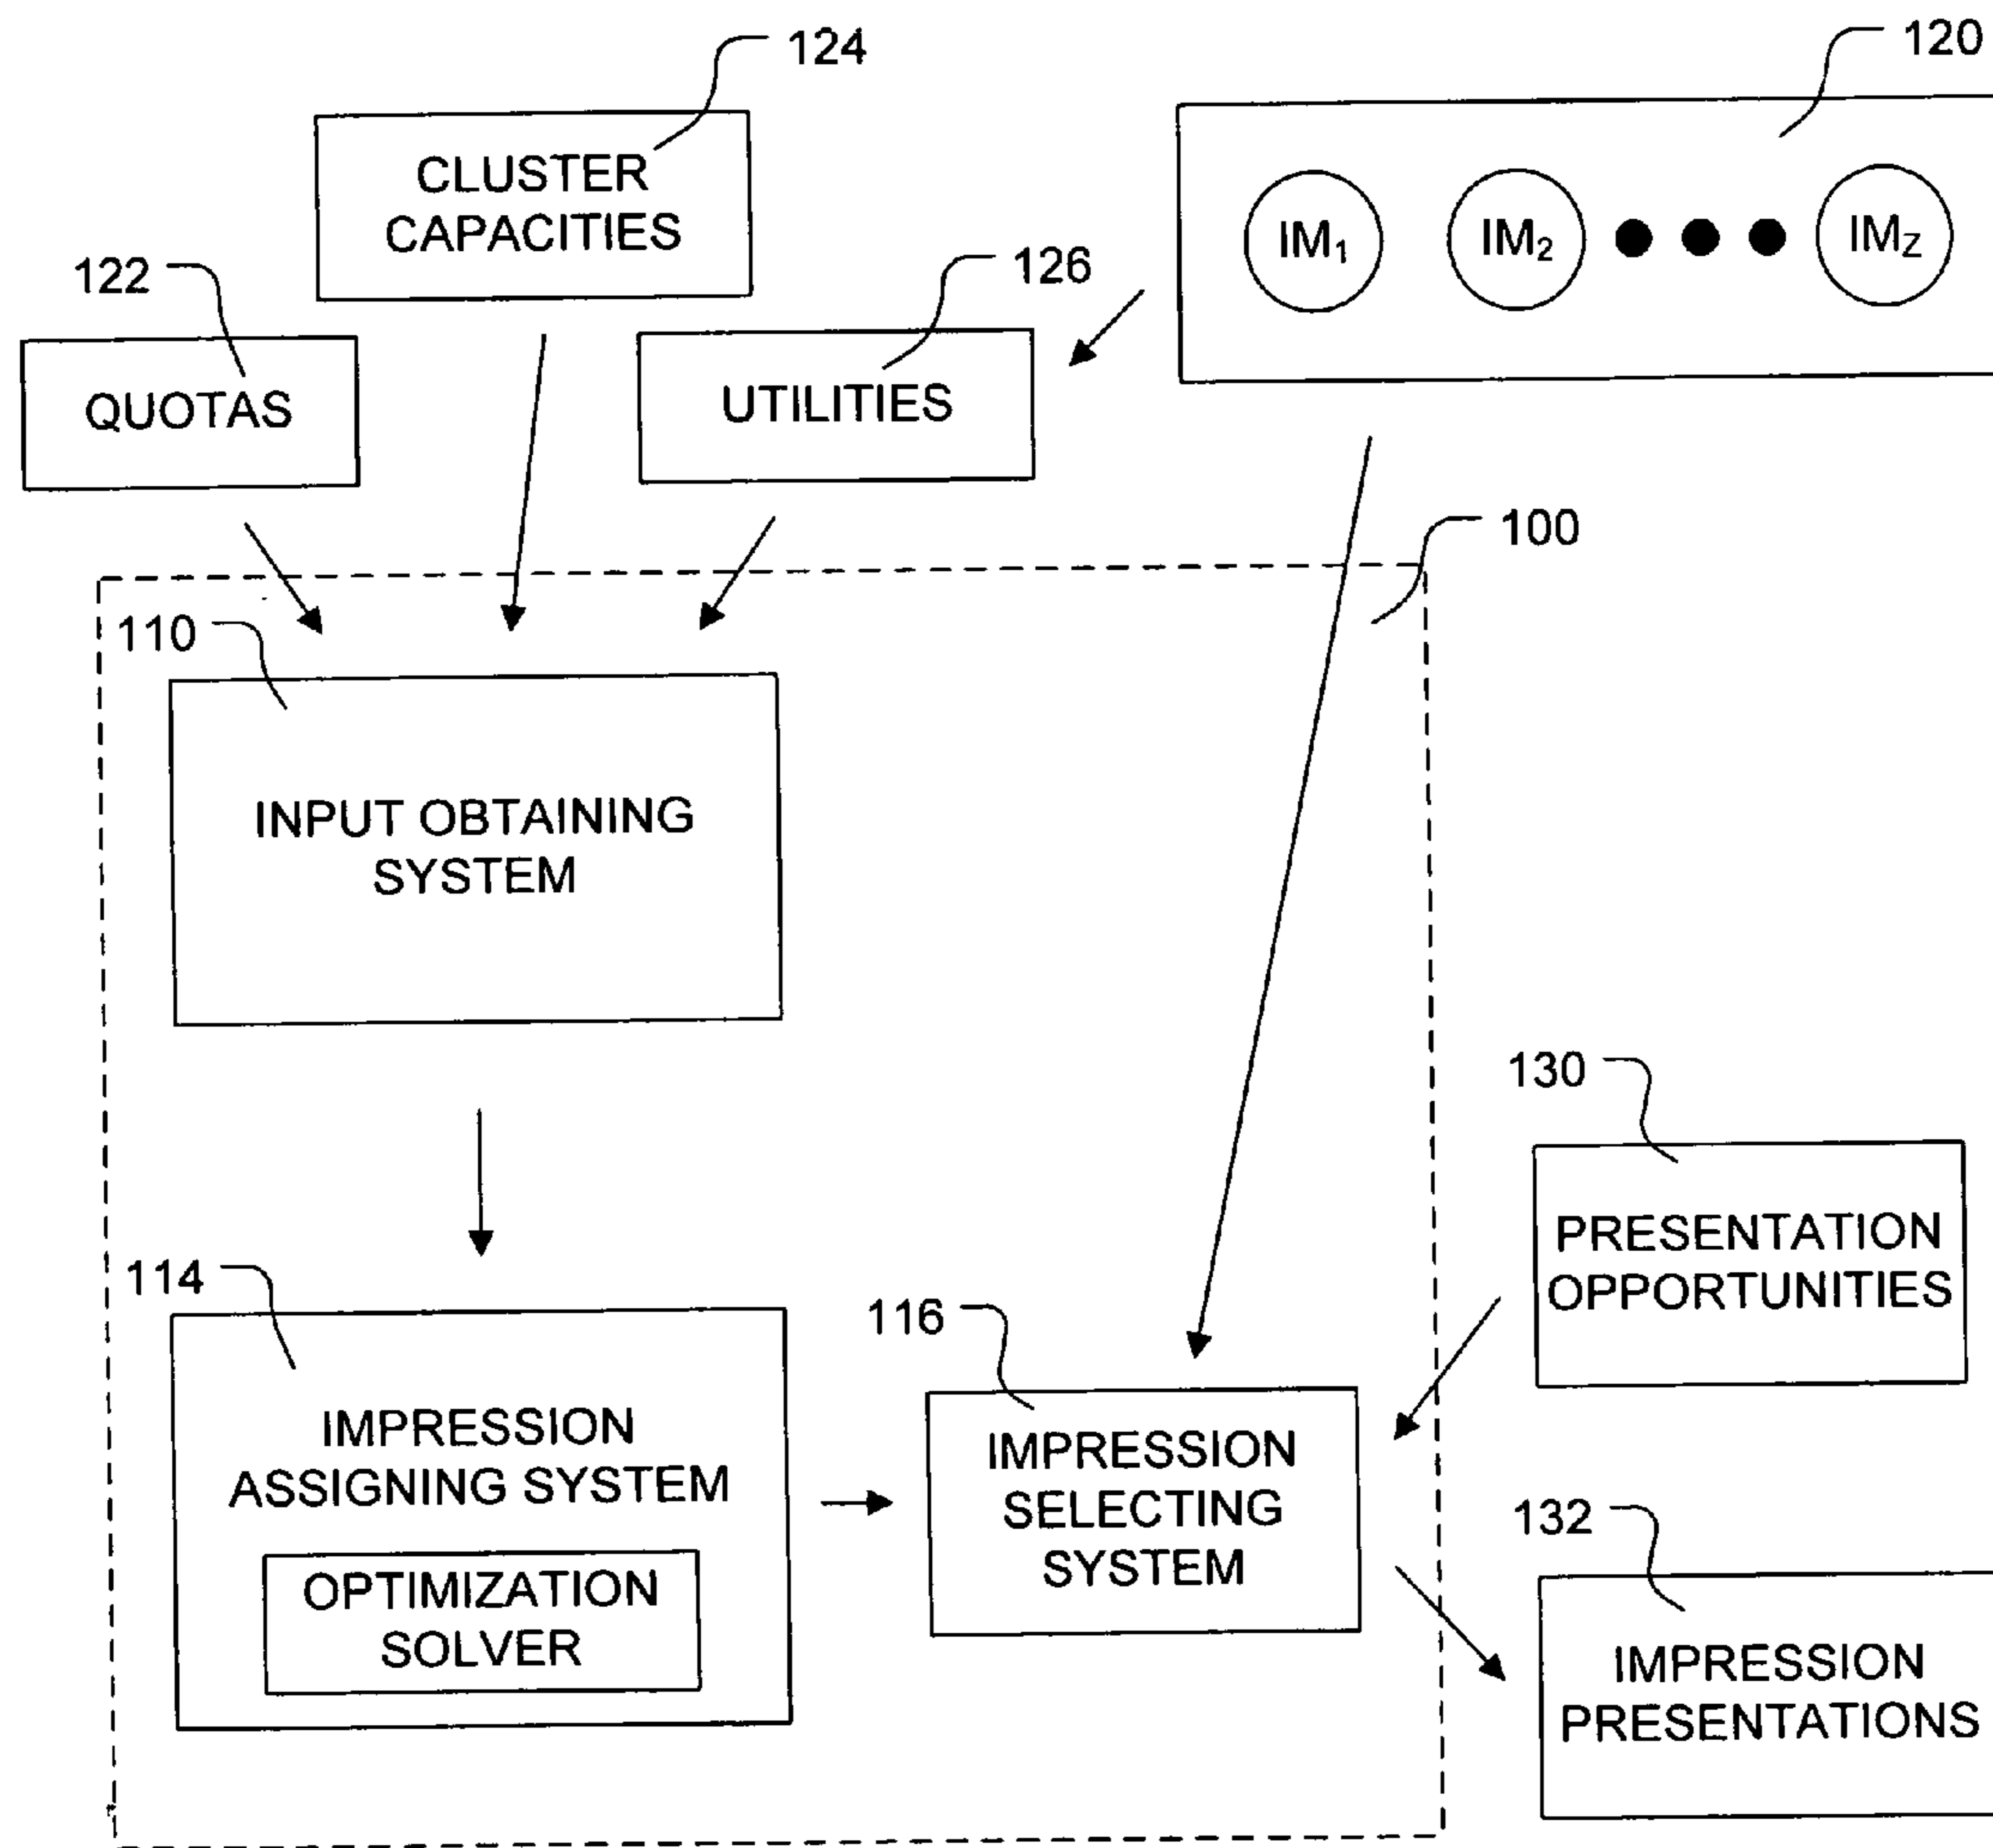 124
120
CLUSTER
CAPACITIES
IM₁ IM₂ IM_Z
122
126
QUOTAS
UTILITIES
100
110
INPUT OBTAINING
SYSTEM
130
PRESENTATION
OPPORTUNITIES
114
116
IMPRESSION
ASSIGNING SYSTEM
IMPRESSION
SELECTING
SYSTEM
OPTIMIZATION
SOLVER
132
IMPRESSION
PRESENTATIONS